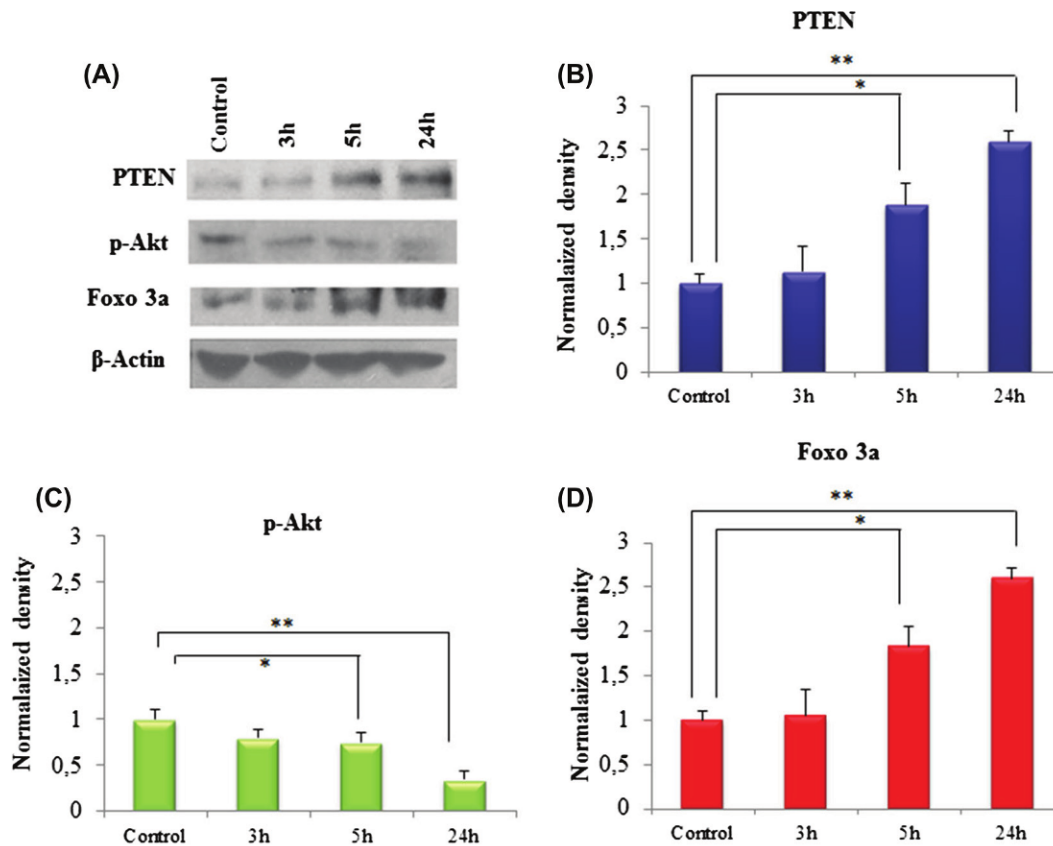 (A)
Control 3h 5h 24h
PTEN
p-Akt
Foxo 3a
β-Actin
(B)
PTEN
**
*
Normalaized density
3
2,5
2
1,5
1
0,5
0
Control 3h 5h 24h
(C)
p-Akt
**
*
Normalaized density
3
2,5
2
1,5
1
0,5
0
Control 3h 5h 24h
(D)
Foxo 3a
**
*
Normalaized density
3
2,5
2
1,5
1
0,5
0
Control 3h 5h 24h